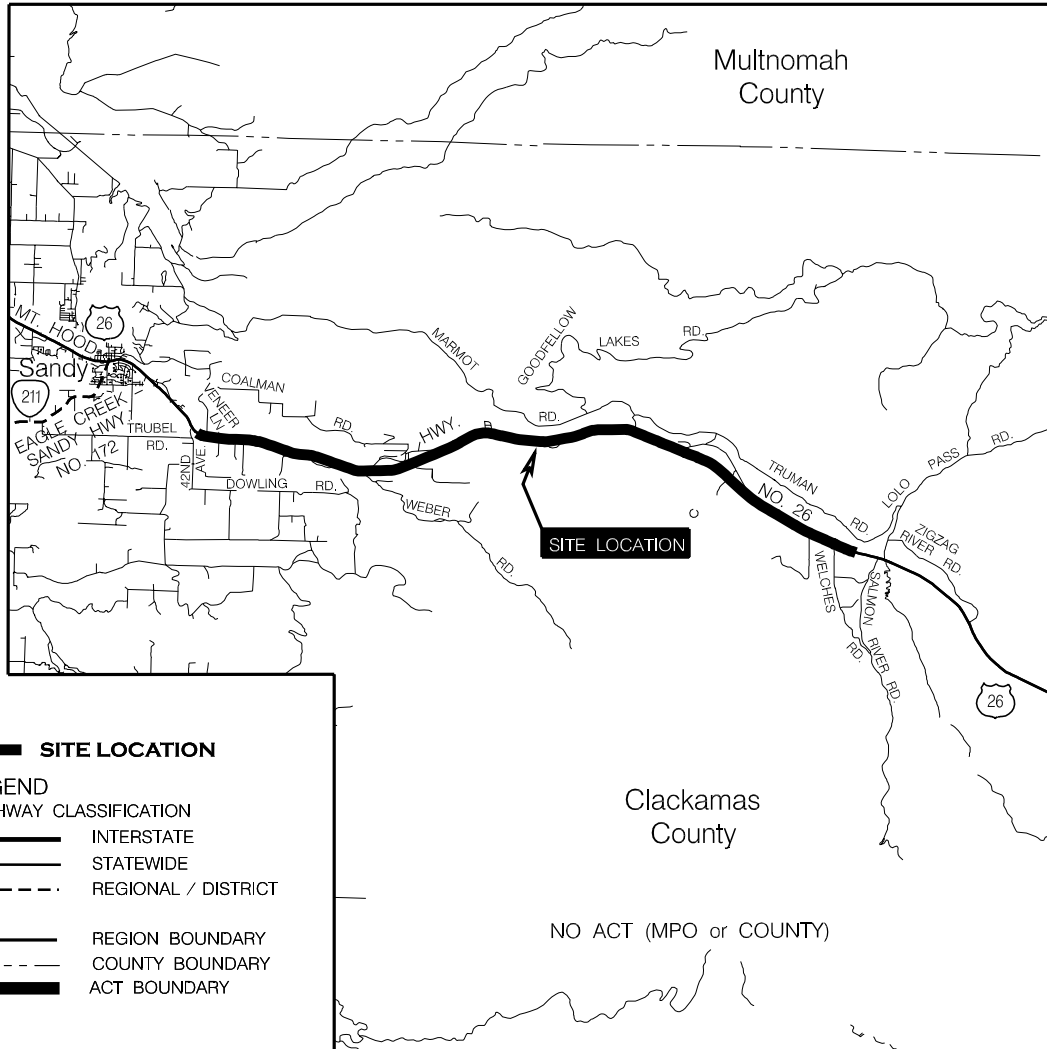 Multnomah
County
MT. HOOD
26
Sandy
211
EAGLE CREEK
SANDY HWY.
NO. 172
TRUBEL
RD.
42ND
AVE.
VENEER
LN
COALMAN
RD.
DOWLING RD.
HWY.
WEBER
RD.
MARMOT
RD.
GOODFELLOW
LAKES RD.
SITE LOCATION
TRUMAN
RD.
NO. 26
LOLO
PASS RD.
ZIGZAG
RIVER RD.
WELCHES
RD.
SALMON
RIVER RD.
26
SITE LOCATION
GEND
HWAY CLASSIFICATION
INTERSTATE
STATEWIDE
REGIONAL / DISTRICT
REGION BOUNDARY
COUNTY BOUNDARY
ACT BOUNDARY
Clackamas
County
NO ACT (MPO or COUNTY)